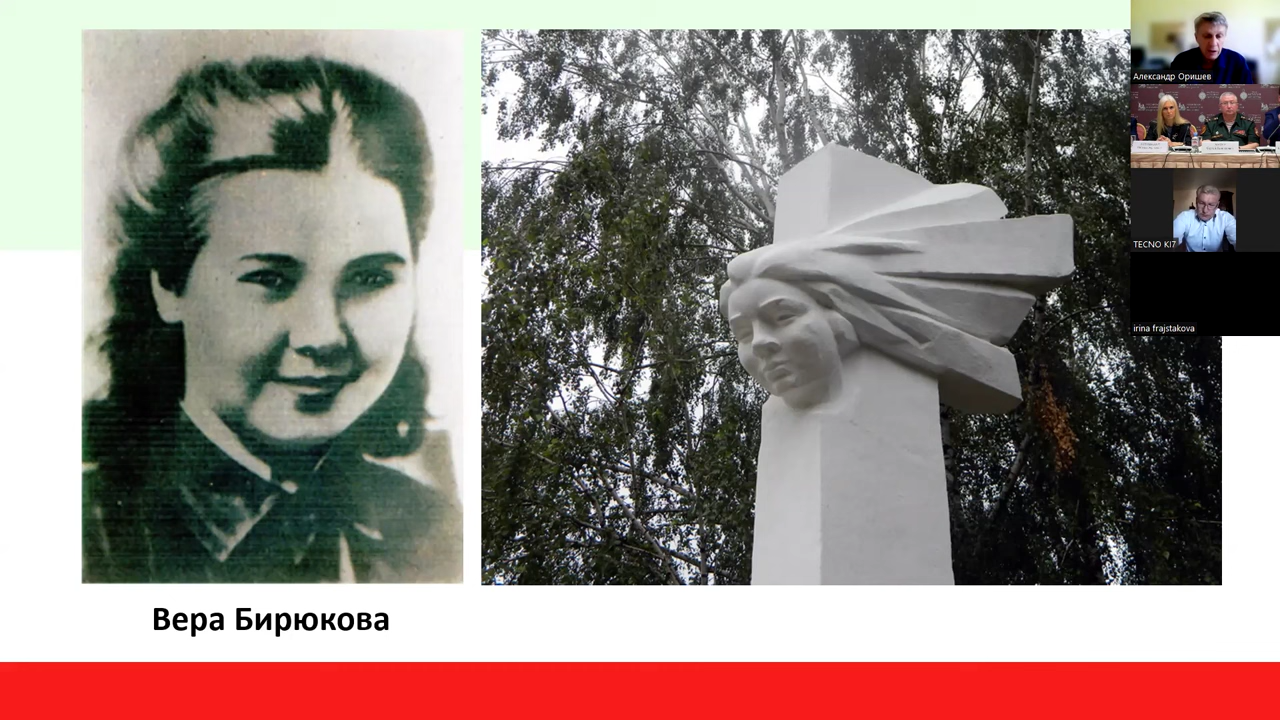 Александр Оришев
TECNO KI7
irina frajstakova
Вера Бирюкова